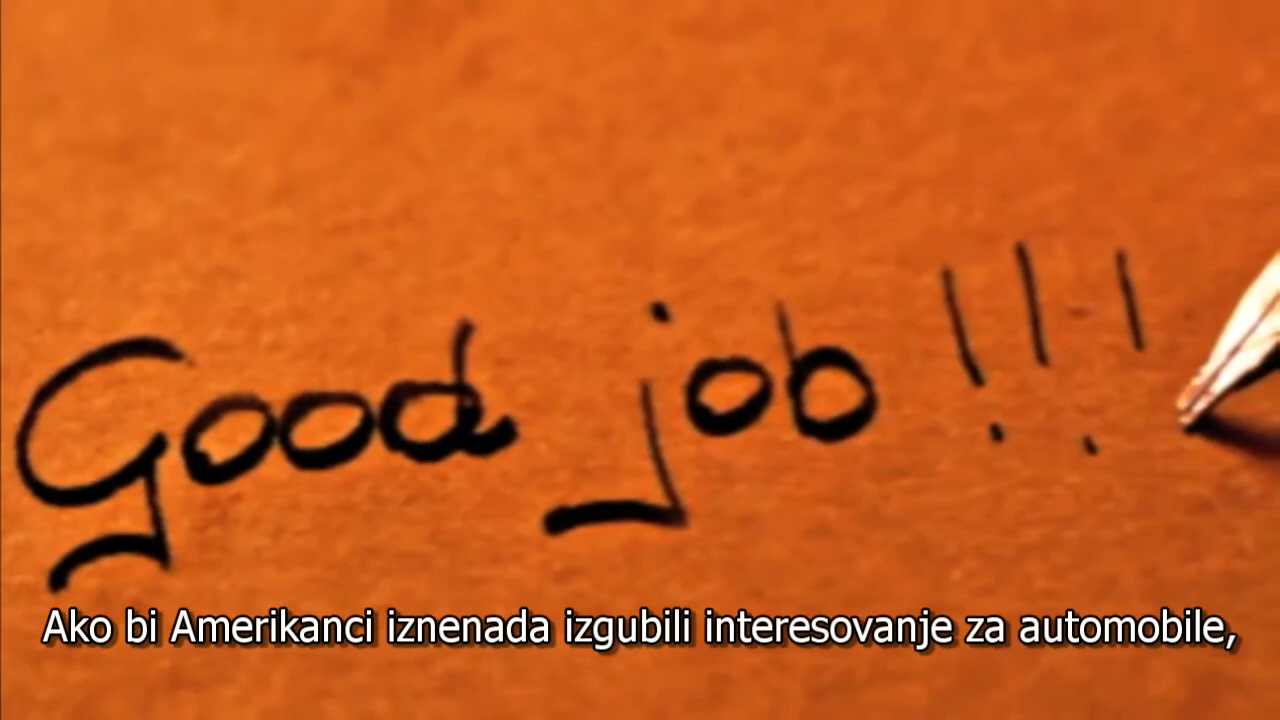 Good job !!!
Ako bi Amerikanci iznenada izgubili interesovanje za automobile,